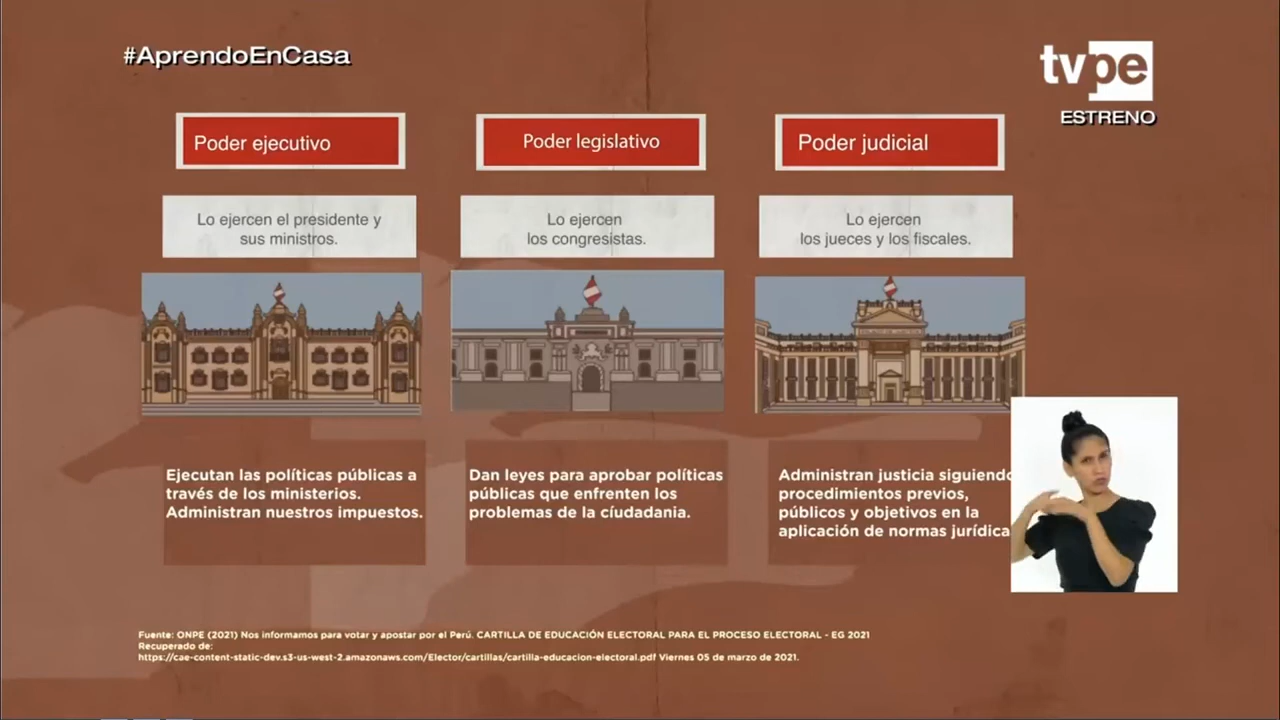 #AprendoEnCasa
tvpe
ESTRENO
Poder ejecutivo
Lo ejercen el presidente y
sus ministros.
Ejecutan las políticas públicas a
través de los ministerios.
Administran nuestros impuestos.
Poder legislativo
Lo ejercen
los congresistas.
Dan leyes para aprobar políticas
públicas que enfrenten los
problemas de la cíudadania.
Poder judicial
Lo ejercen
los jueces y los fiscales.
Administran justicia siguiendo
procedimientos previos,
públicos y objetivos en la
aplicación de normas jurídica
Fuente: ONPE (2021) Nos informamos para votar y apostar por el Perú. CARTILLA DE EDUCACIÓN ELECTORAL PARA EL PROCESO ELECTORAL - EG 2021
Recuperado de:
https://cae-content-static-dev.s3-us-west-2.amazonaws.com/Elector/cartillas/cartilla-educacion-electoral.pdf Viernes 05 de marzo de 2021.